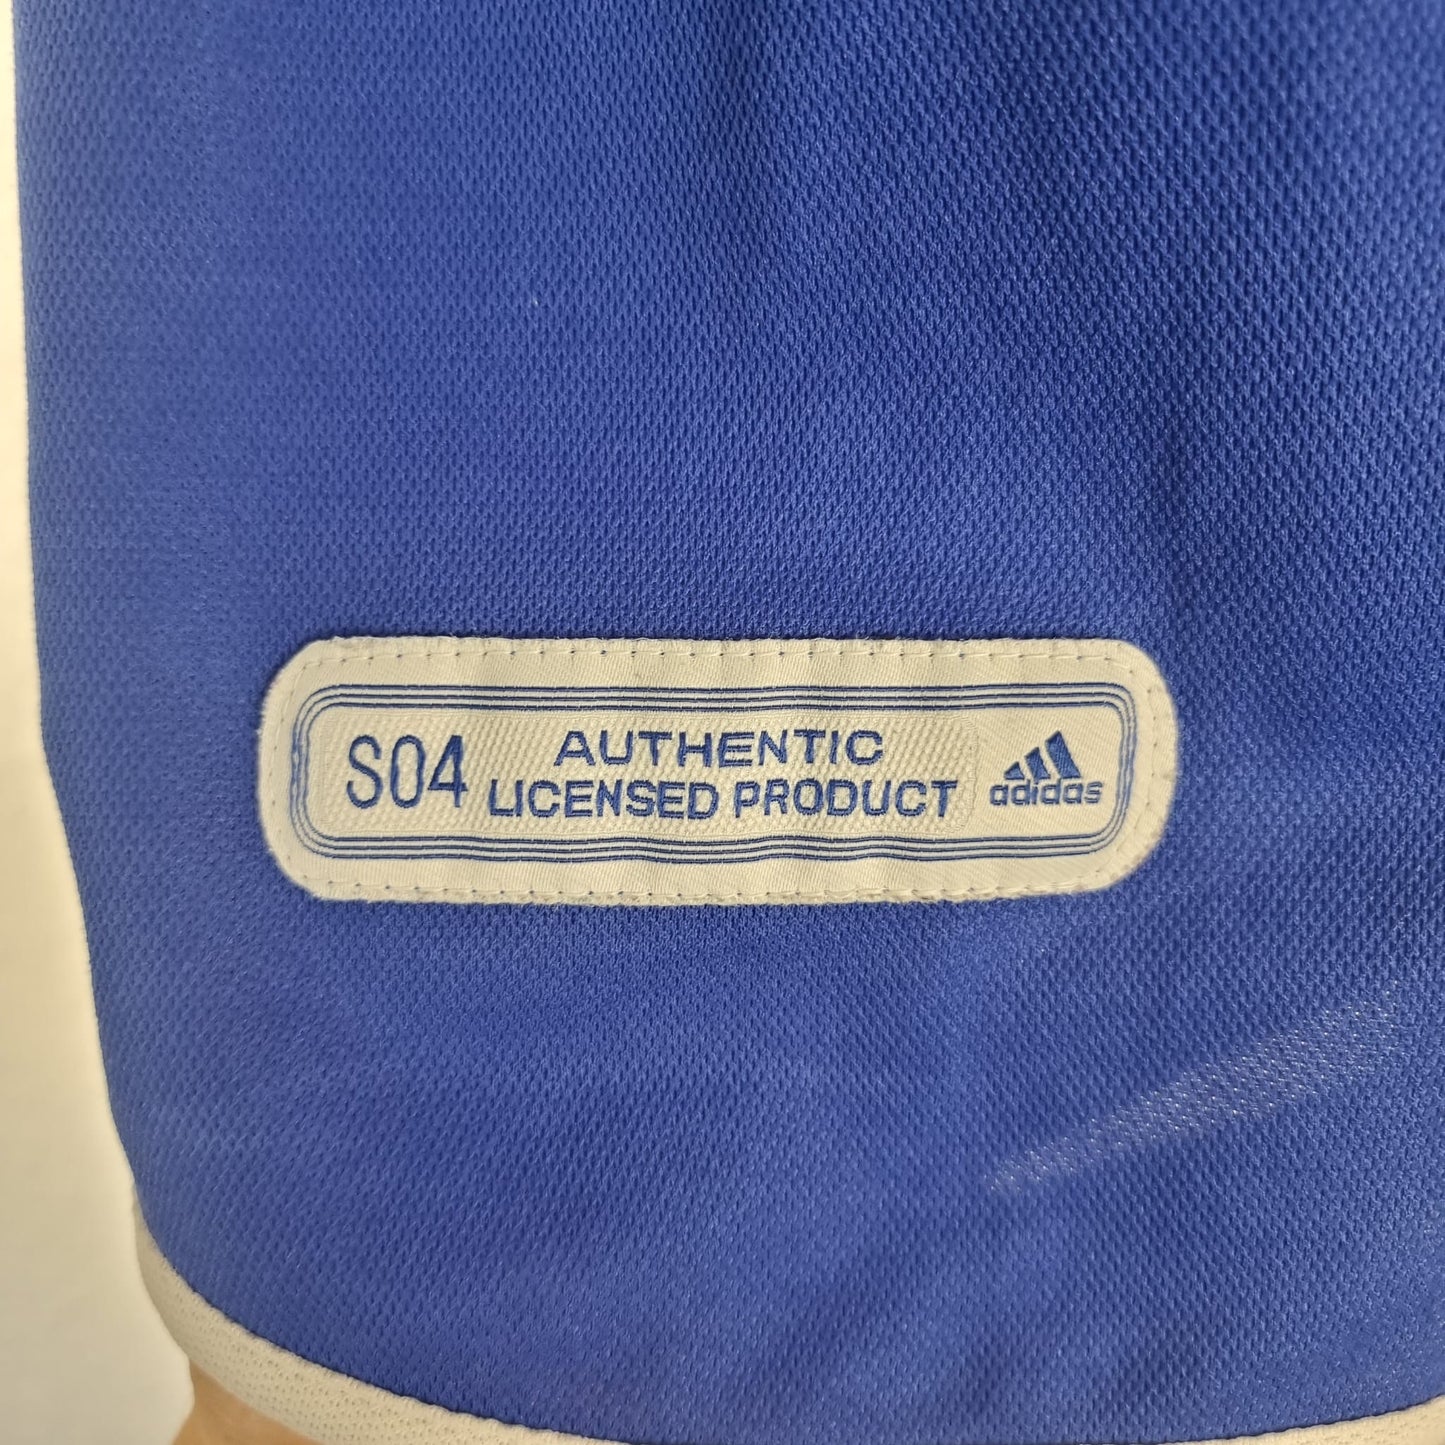 S04
AUTHENTIC
LICENSED PRODUCT
adidas